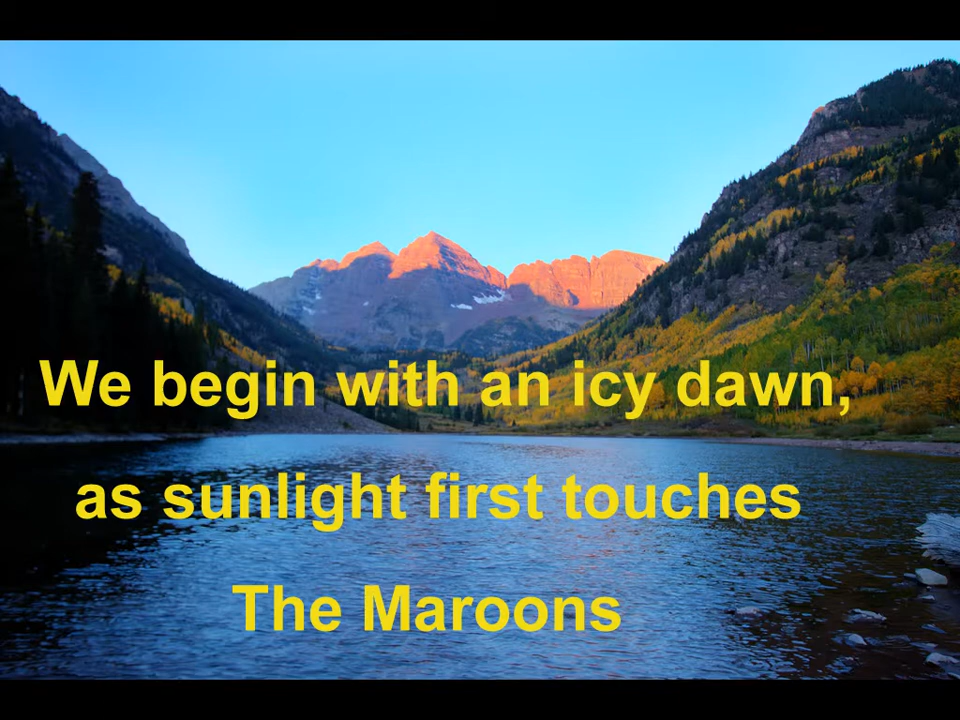 We begin with an icy dawn,
as sunlight first touches
The Maroons